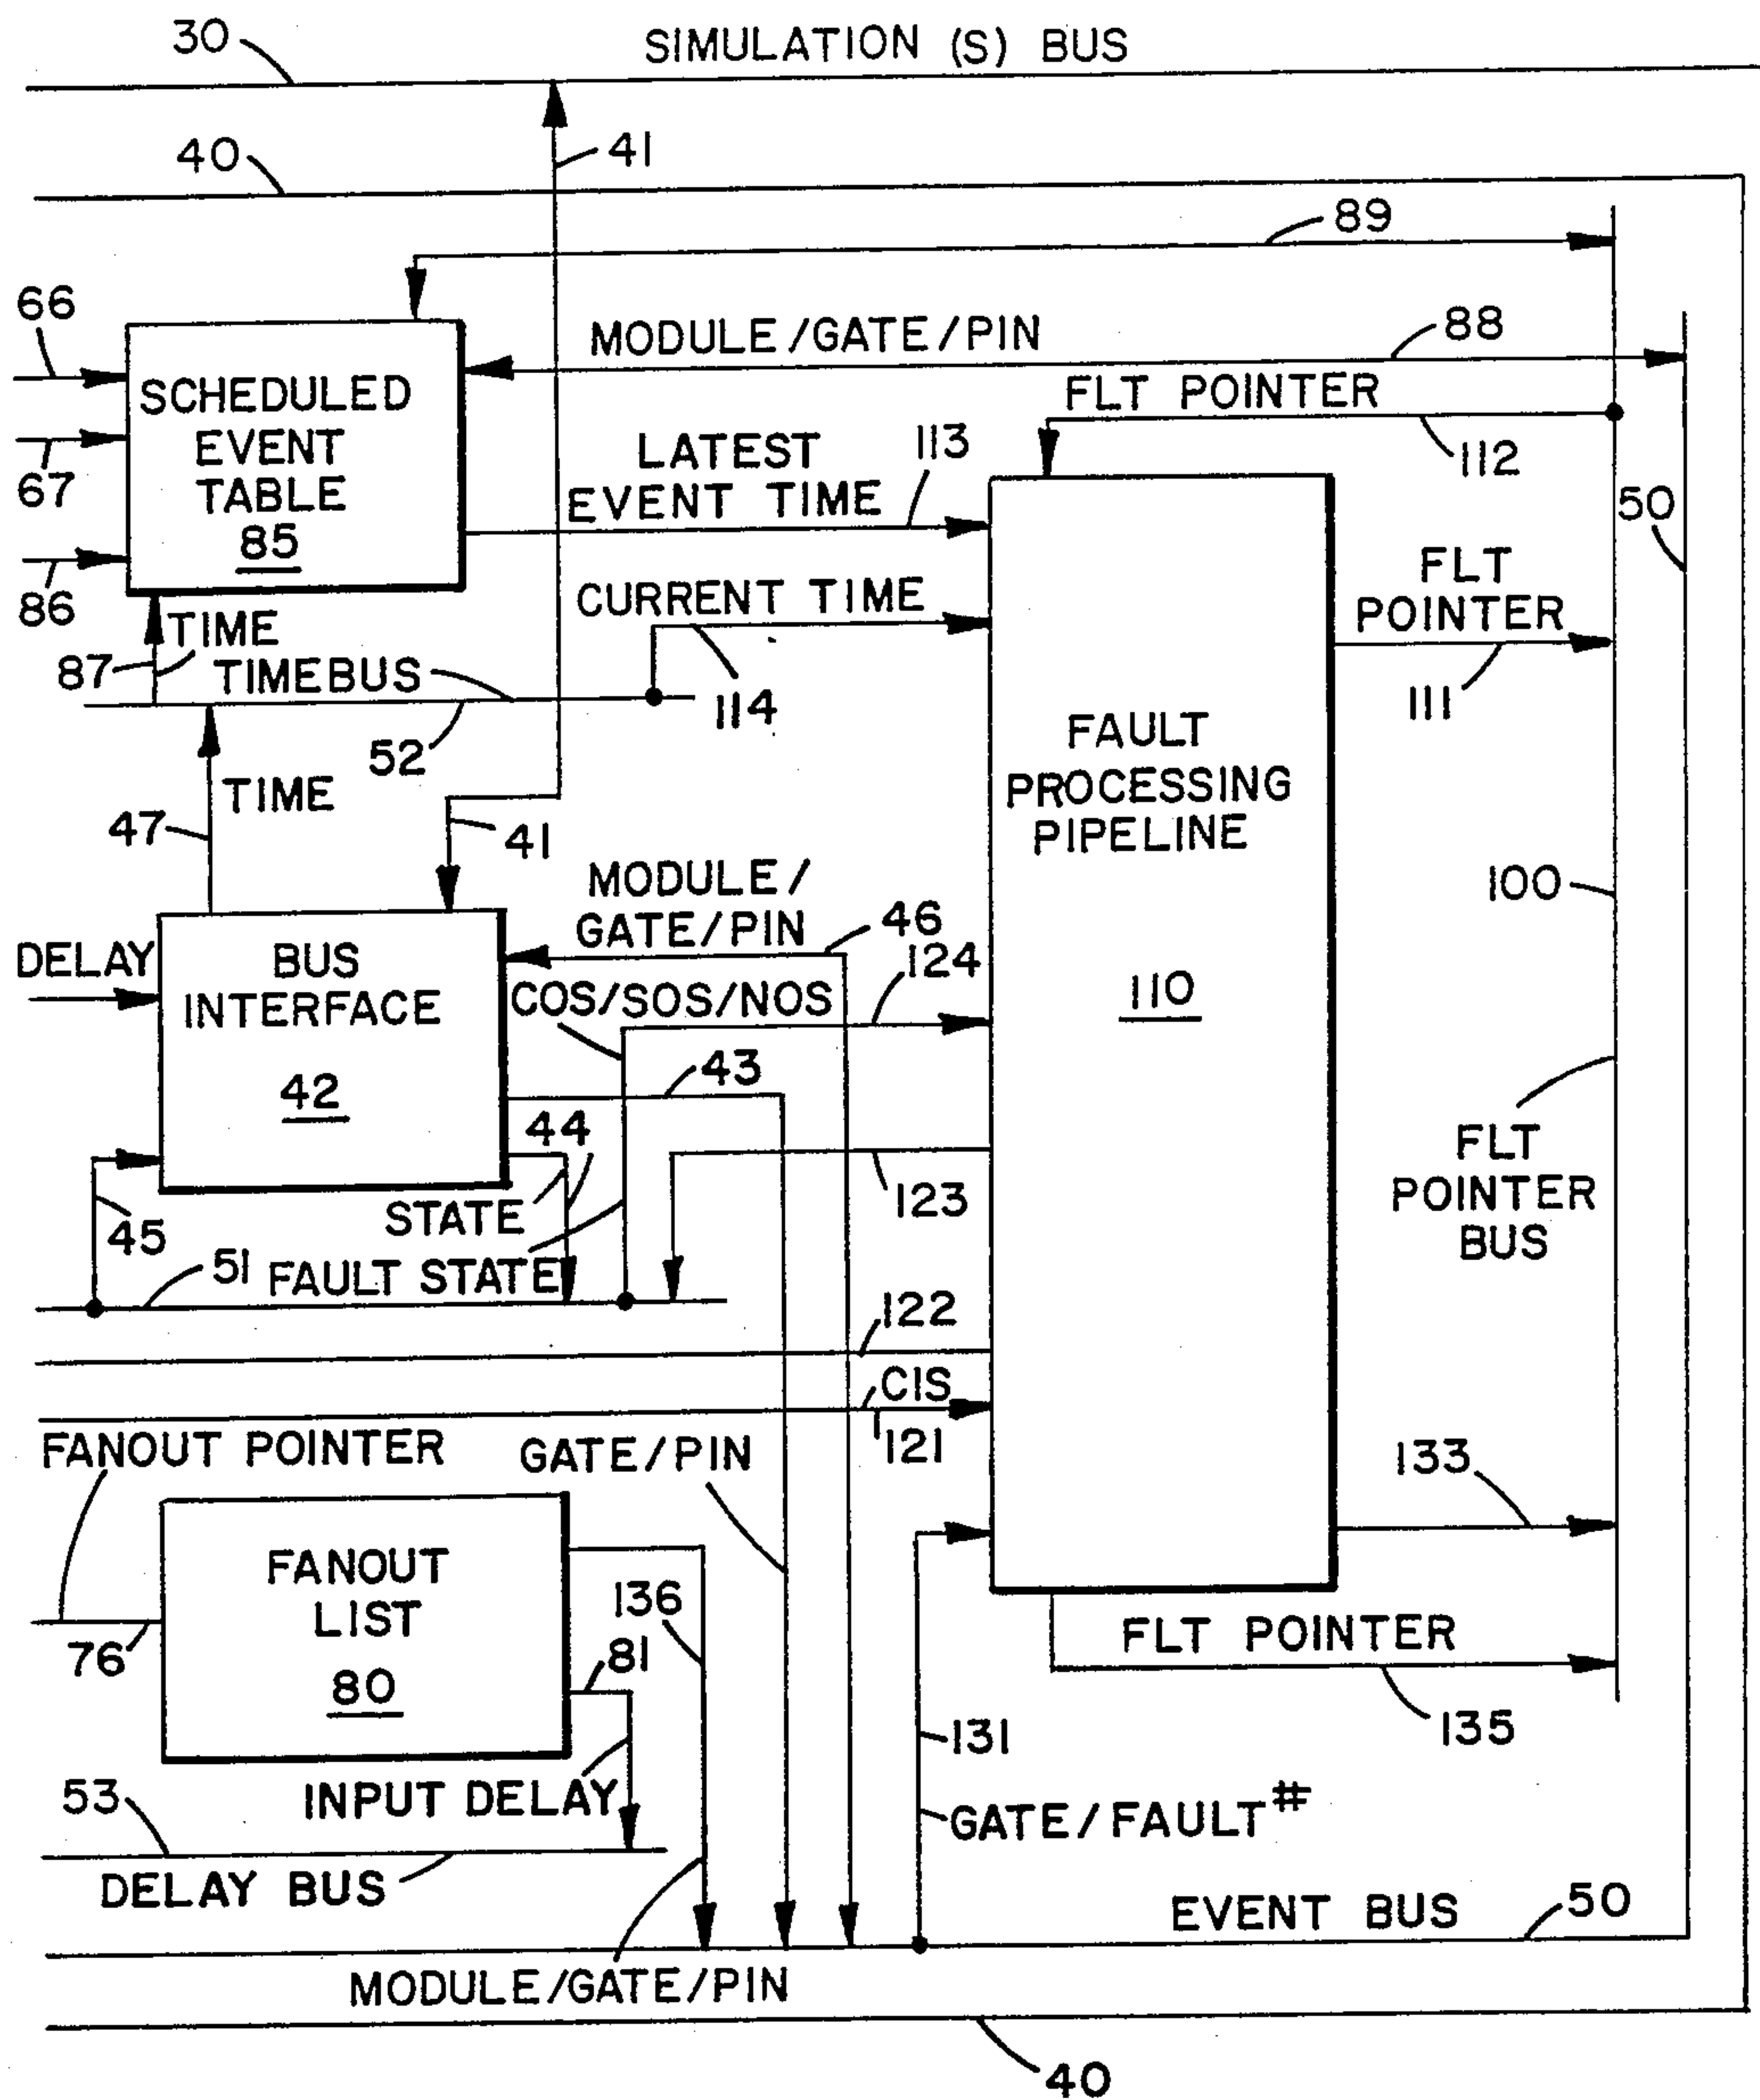 30
SIMULATION (S) BUS
40
41
89
66
MODULE/GATE/PIN
88
SCHEDULED
EVENT
TABLE
85
FLT POINTER
112
67
LATEST
EVENT TIME
113
50
86
CURRENT TIME
114
FLT
POINTER
111
TIME
87
TIMEBUS
52
TIME
47
41
FAULT
PROCESSING
PIPELINE
110
MODULE/
GATE/PIN
46
100
DELAY
BUS
INTERFACE
42
COS/SOS/NOS
124
43
44
STATE
123
FLT
POINTER
BUS
45
51
FAULT STATE
122
CIS
121
FANOUT POINTER
GATE/PIN
133
76
FANOUT
LIST
80
136
81
FLT POINTER
135
131
INPUT DELAY
53
GATE/FAULT#
DELAY BUS
EVENT BUS
50
MODULE/GATE/PIN
40